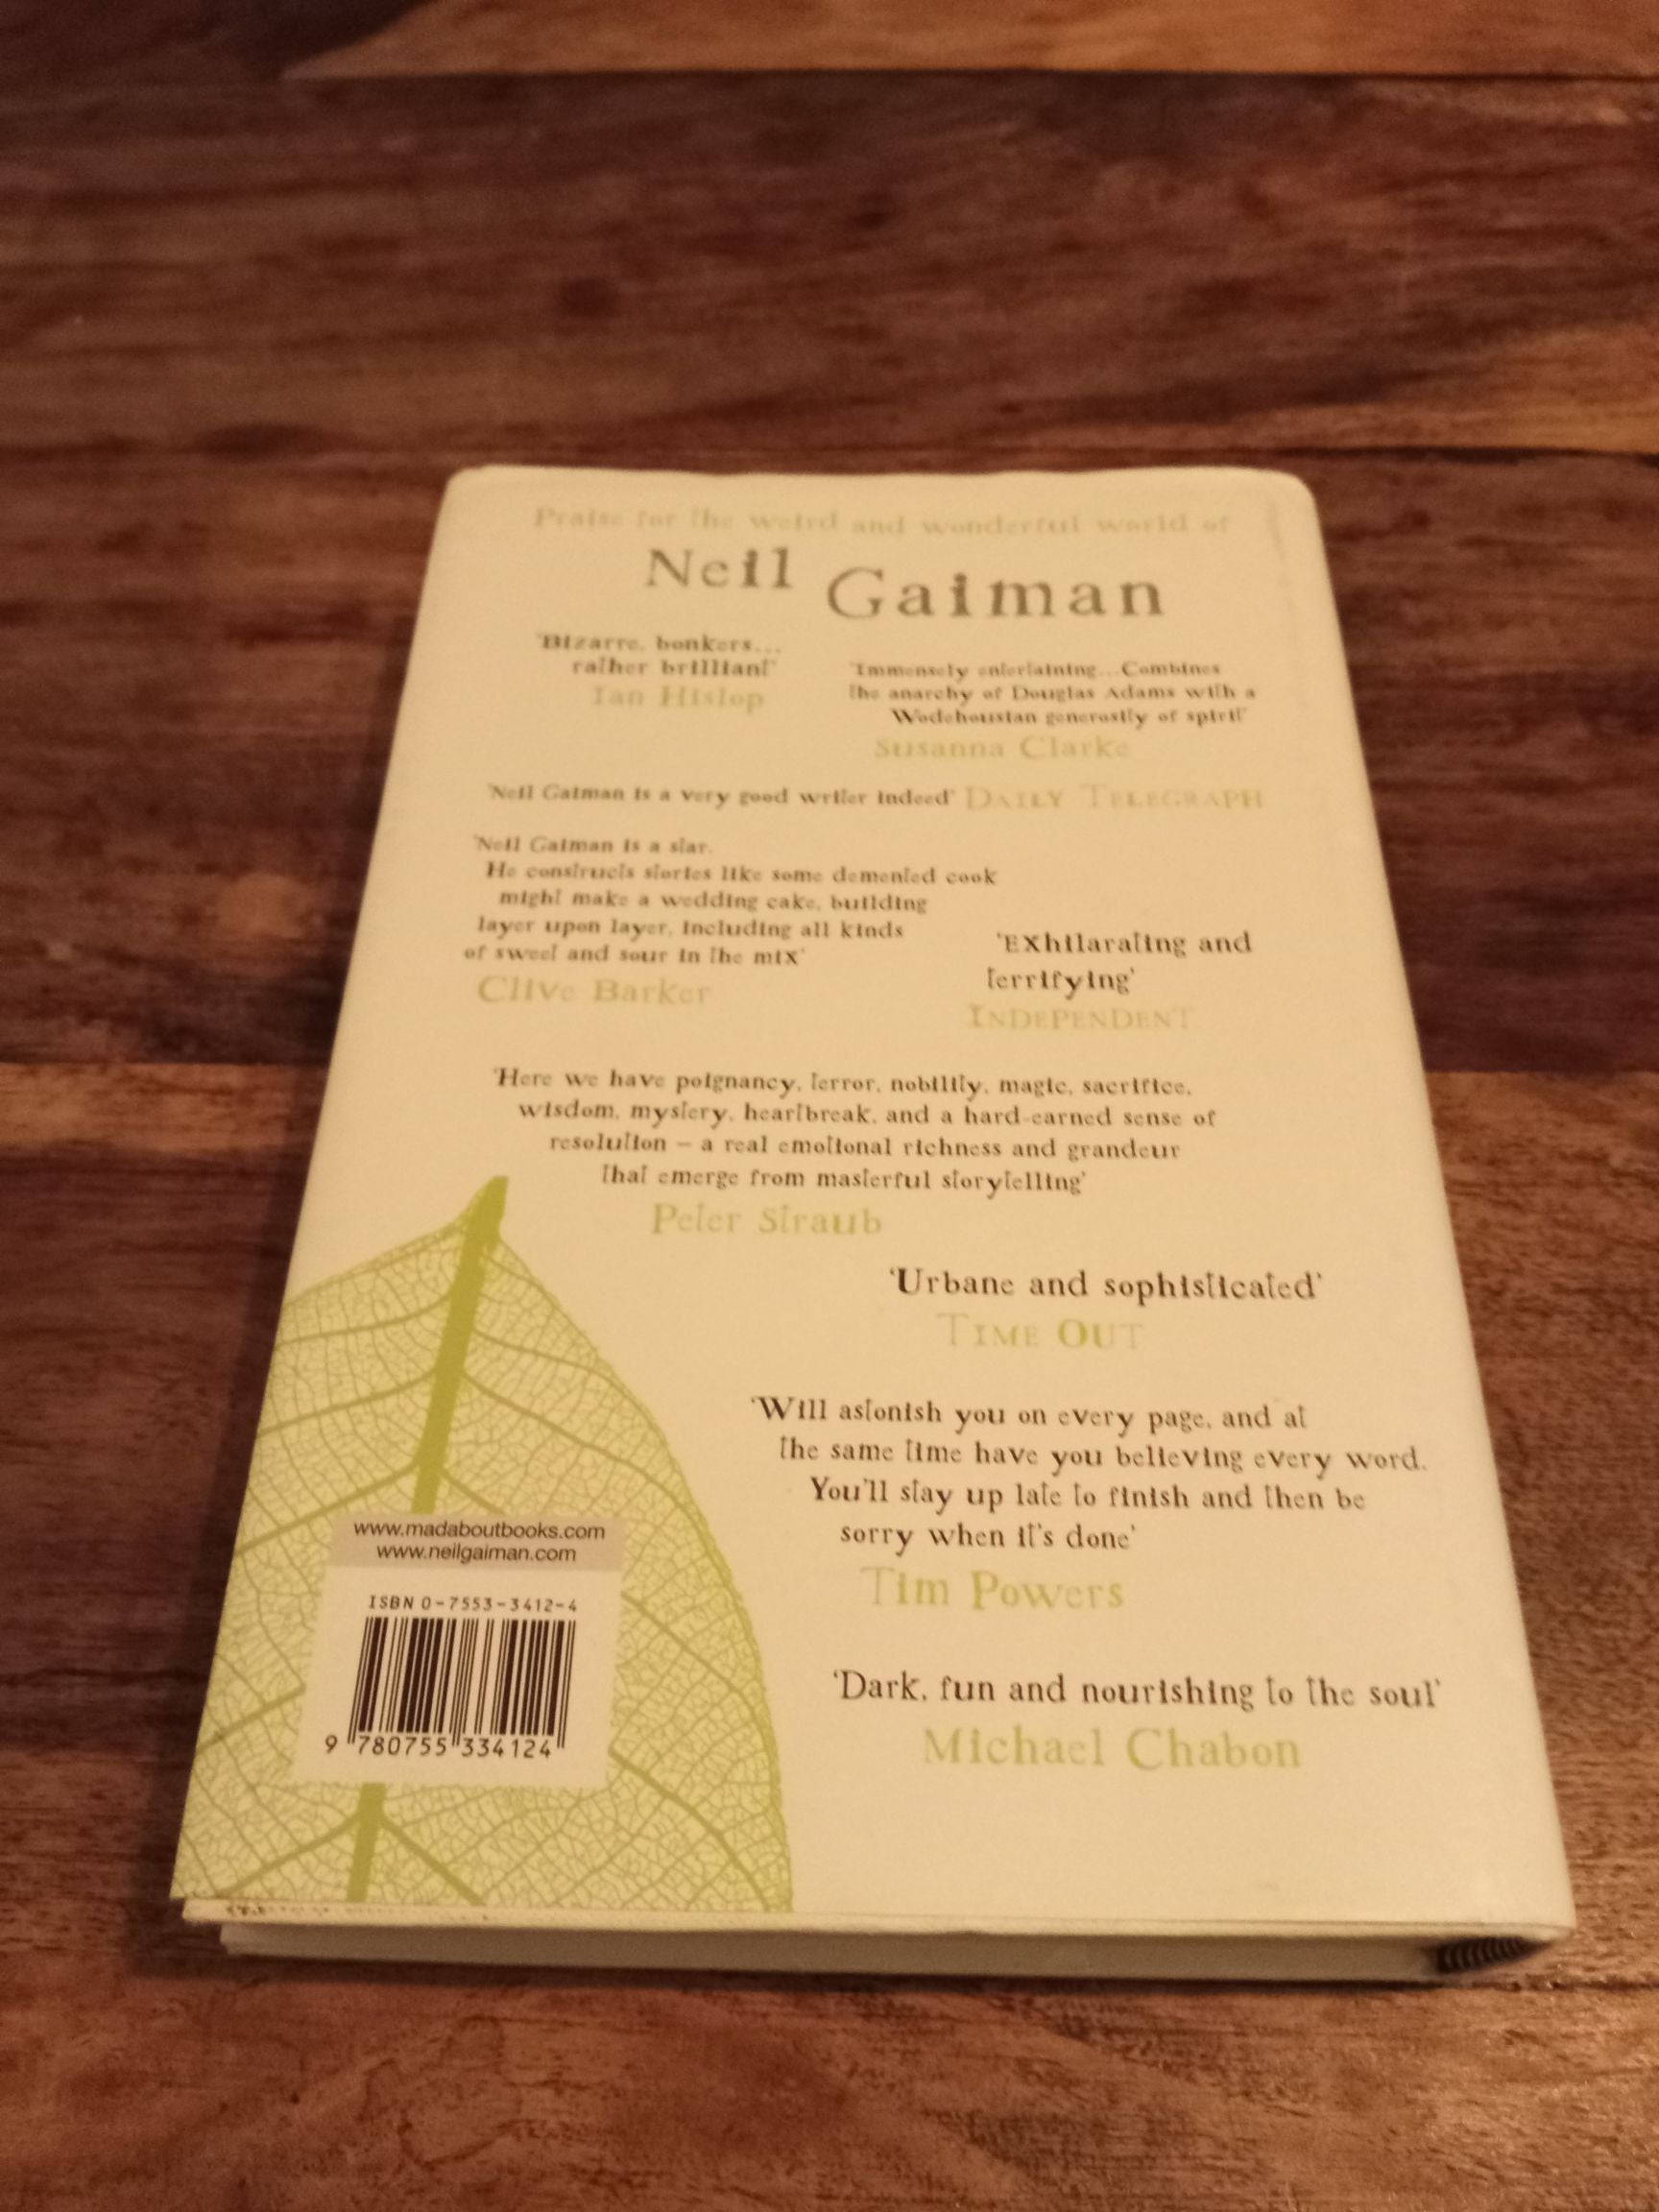 Praise for the weird and wonderful world of
Neil Gaiman
'Bizarre, bonkers...
rather brilliant'
Ian Hislop
'Immensely entertaining...Combines
the anarchy of Douglas Adams with a
Wodehousian generosity of spirit'
Susanna Clarke
'Neil Gaiman is a very good writer indeed' DAILY TELEGRAPH
'Neil Gaiman is a star.
He constructs stories like some demented cook
might make a wedding cake, building
layer upon layer, including all kinds
of sweet and sour in the mix'
Clive Barker
'Exhilarating and
terrifying'
INDEPENDENT
'Here we have poignancy, terror, nobility, magic, sacrifice,
wisdom, mystery, heartbreak, and a hard-earned sense of
resolution – a real emotional richness and grandeur
that emerge from masterful storytelling'
Peter Straub
'Urbane and sophisticated'
TIME OUT
'Will astonish you on every page, and at
the same time have you believing every word.
You'll stay up late to finish and then be
sorry when it's done'
Tim Powers
'Dark, fun and nourishing to the soul'
Michael Chabon
www.madaboutbooks.com
www.neilgaiman.com
ISBN 0-7553-3412-4
9 780755 334124